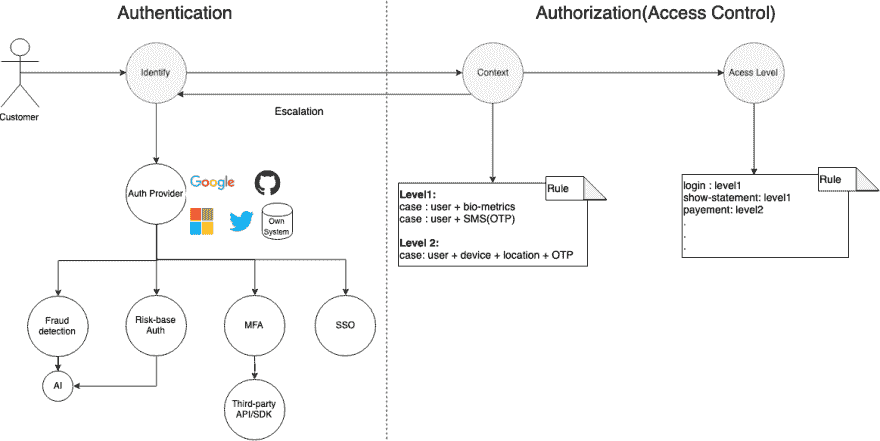 Authentication
Authorization(Access Control)
Customer
Identify
Context
Acess Level
Escalation
Auth Provider
Google
Own
System
Rule
Level1:
case : user + bio-metrics
case : user + SMS(OTP)
Level 2:
case: user + device + location + OTP
Rule
login : level1
show-statement: level1
payement: level2
.
.
.
Fraud
detection
Risk-base
Auth
MFA
SSO
AI
Third-party
API/SDK